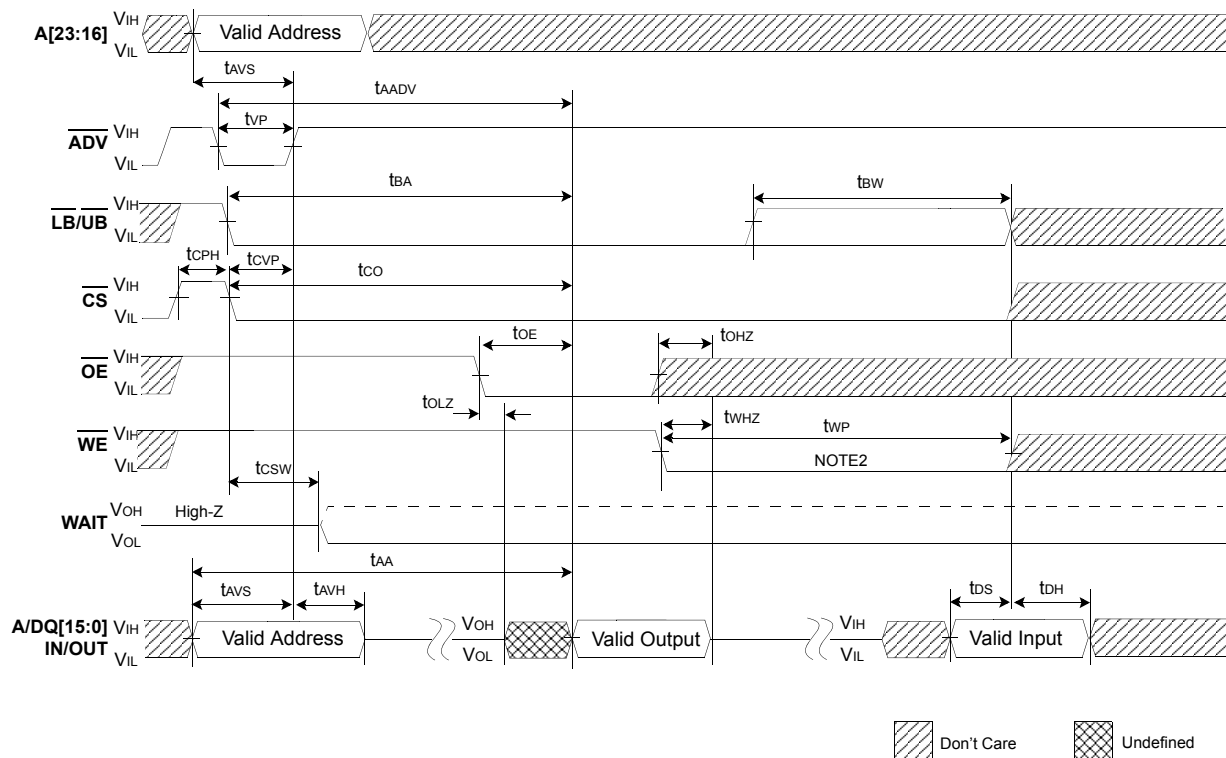 A[23:16] VIH Valid Address
VIL
tAVS
tAADV
tVP
ADV VIH
VIL
tBA
tBW
LB/UB VIH
VIL
tCPH tCVP
tCO
CS VIH
VIL
tOE
tOHZ
OE VIH
VIL
tOLZ
tWHZ
tWP
WE VIH
VIL
NOTE2
tCSW
WAIT VOH High-Z
VOL
tAA
tAVS tAVH
tDS tDH
A/DQ[15:0] VIH Valid Address VOH Valid Output VIH Valid Input
IN/OUT VIL VOL VIL
Don't Care Undefined